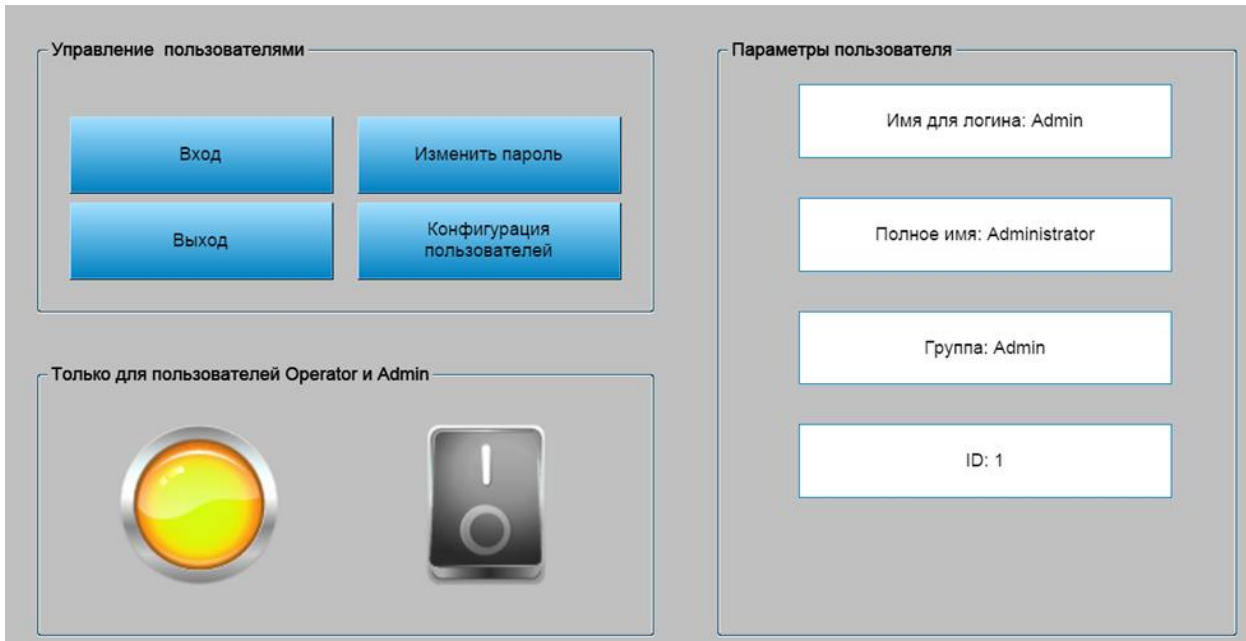 Управление пользователями
Вход
Изменить пароль
Выход
Конфигурация
пользователей
Только для пользователей Operator и Admin
Параметры пользователя
Имя для логина: Admin
Полное имя: Administrator
Группа: Admin
ID: 1